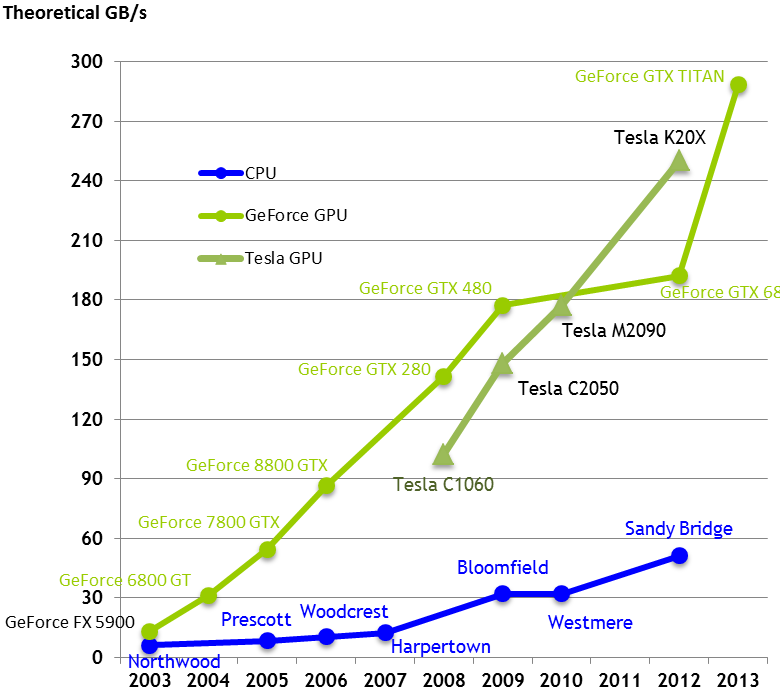 Theoretical GB/s
300
GeForce GTX TITAN
270
Tesla K20X
240
CPU
GeForce GPU
210
Tesla GPU
GeForce GTX 480
GeForce GTX 68
180
Tesla M2090
150
GeForce GTX 280
Tesla C2050
120
90
GeForce 8800 GTX
Tesla C1060
GeForce 7800 GTX
60
Sandy Bridge
GeForce 6800 GT
Bloomfield
30
GeForce FX 5900
Prescott
Woodcrest
Westmere
0
Northwood
Harpertown
2003 2004 2005 2006 2007 2008 2009 2010 2011 2012 2013